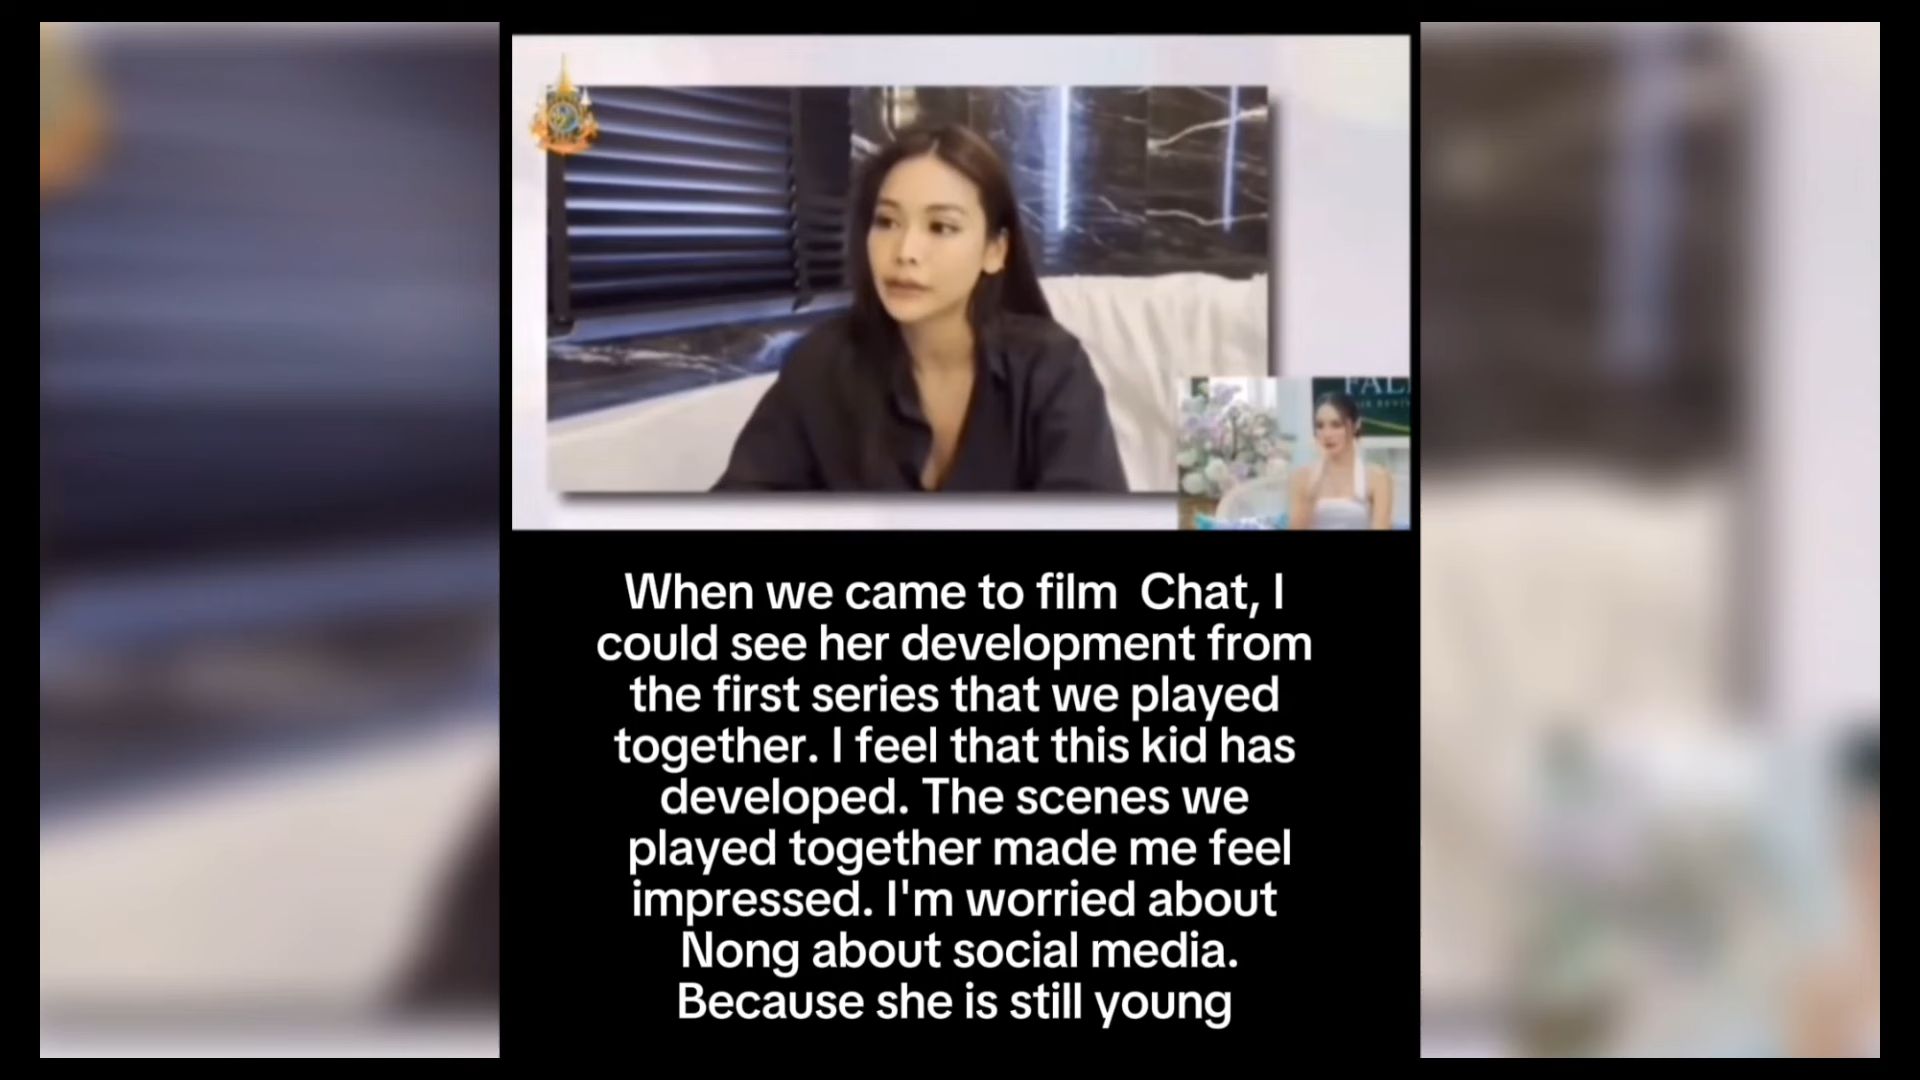 FAL
When we came to film  Chat, I
could see her development from
the first series that we played
together. I feel that this kid has
developed. The scenes we
played together made me feel
impressed. I'm worried about
Nong about social media.
Because she is still young